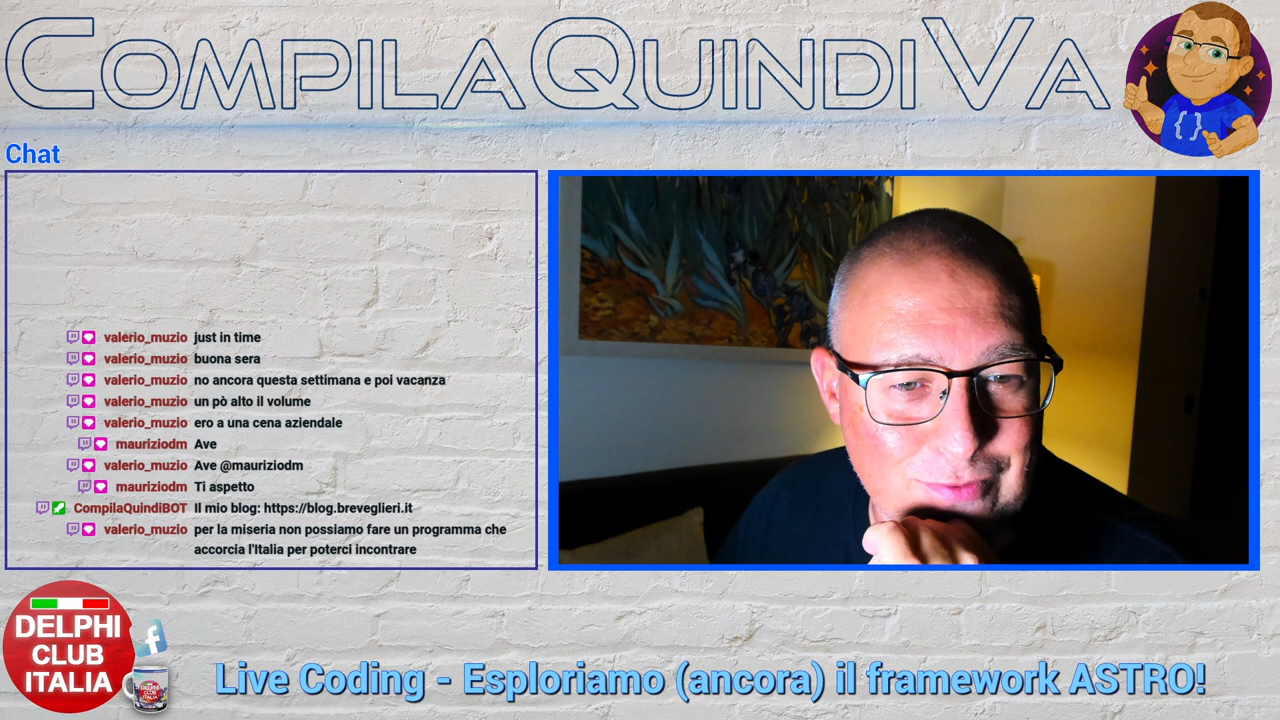 CompilaQuindiVa
{ }
Chat
valerio_muzio just in time
valerio_muzio buona sera
valerio_muzio no ancora questa settimana e poi vacanza
valerio_muzio un pò alto il volume
valerio_muzio ero a una cena aziendale
mauriziodm Ave
valerio_muzio Ave @mauriziodm
mauriziodm Ti aspetto
CompilaQuindiBOT Il mio blog: https://blog.breveglieri.it
valerio_muzio per la miseria non possiamo fare un programma che
accorcia l'Italia per poterci incontrare
DELPHI
CLUB
ITALIA
f
DELPHI
CLUB
ITALIA
Live Coding - Esploriamo (ancora) il framework ASTRO!